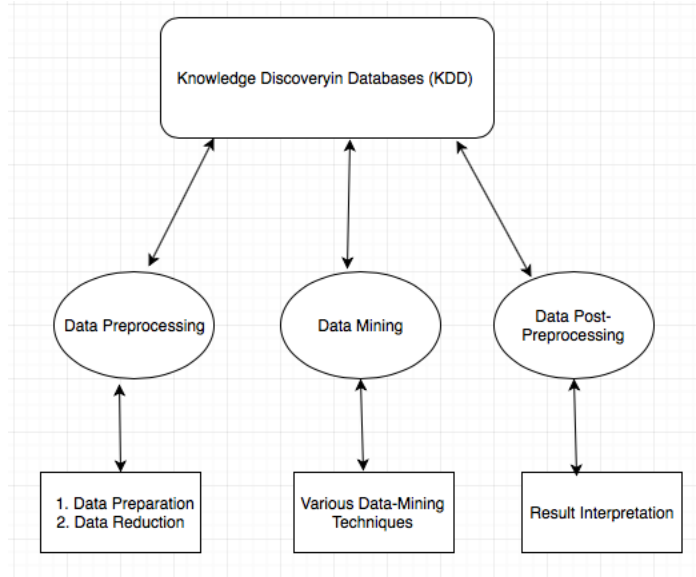 Knowledge Discoveryin Databases (KDD)
Data Preprocessing
Data Mining
Data Post-
Preprocessing
1. Data Preparation
2. Data Reduction
Various Data-Mining
Techniques
Result Interpretation